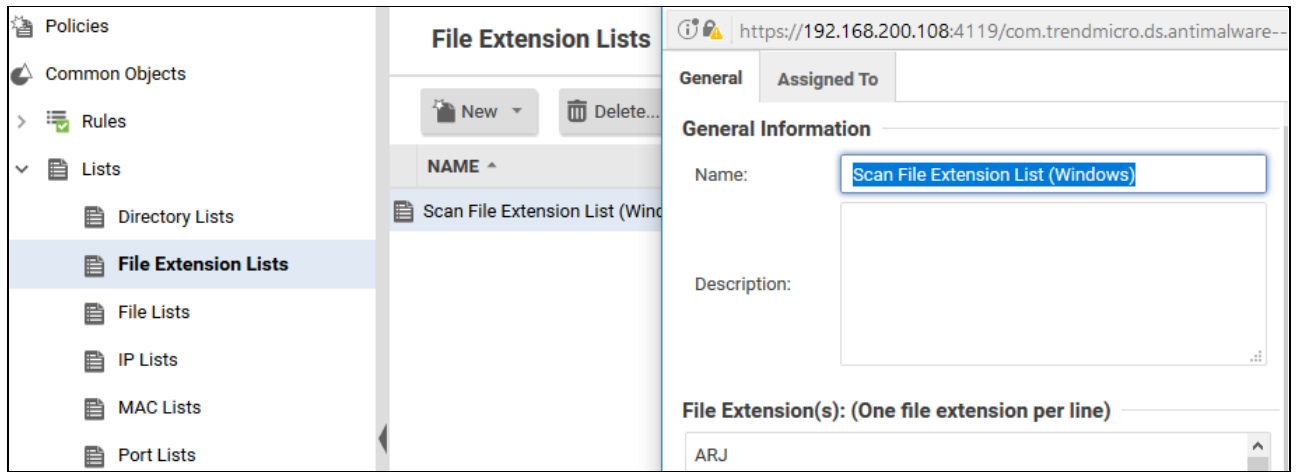 Policies
Common Objects
Rules
Lists
Directory Lists
File Extension Lists
File Lists
IP Lists
MAC Lists
Port Lists
File Extension Lists
New
Delete...
NAME
Scan File Extension List (Wind
https://192.168.200.108:4119/com.trendmicro.ds.antimalware--
General
Assigned To
General Information
Name:
Scan File Extension List (Windows)
Description:
File Extension(s): (One file extension per line)
ARJ